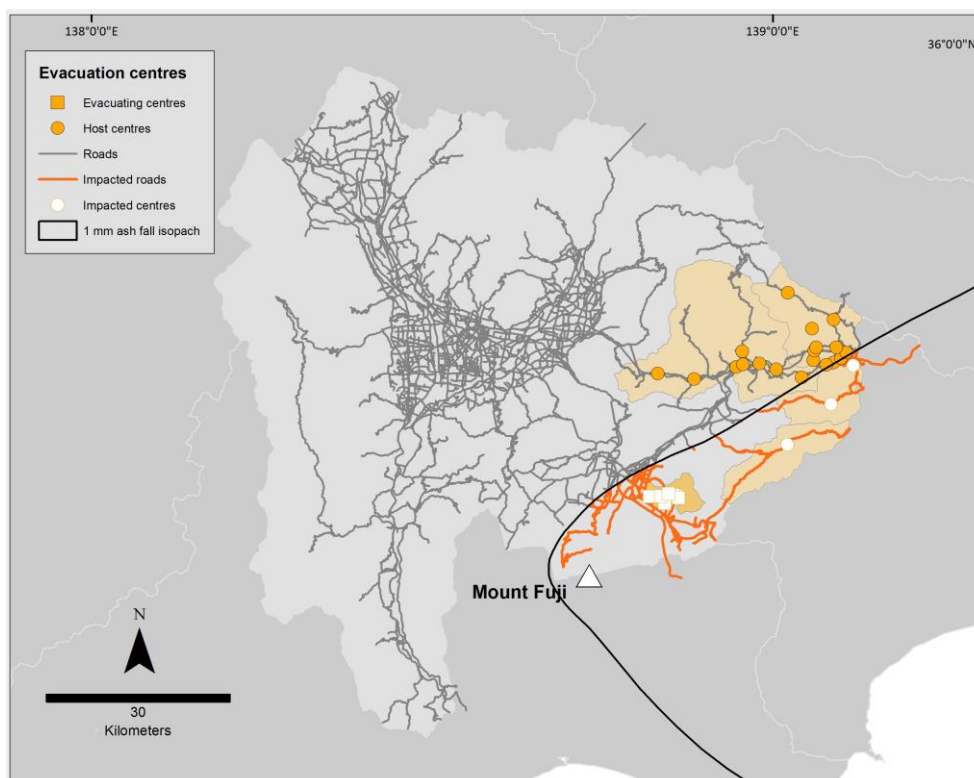 138°0'0"E
139°0'0"E
36°0'0"N
Evacuation centres
Evacuating centres
Host centres
Roads
Impacted roads
Impacted centres
1 mm ash fall isopach
Mount Fuji
N
30
Kilometers